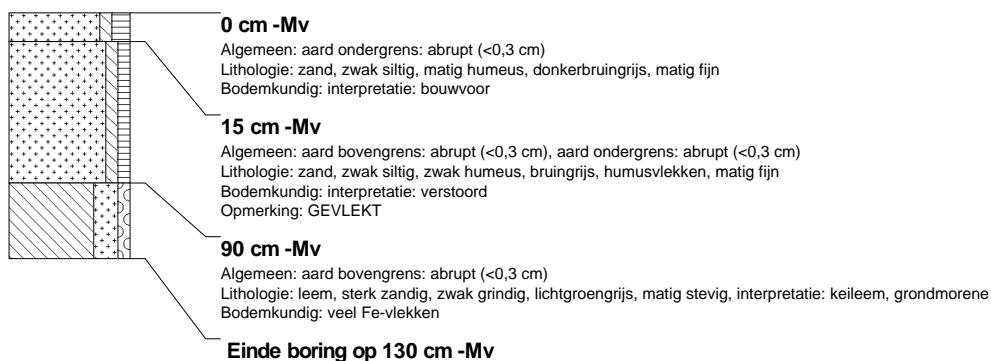 0 cm -Mv
Algemeen: aard ondergrens: abrupt (<0,3 cm)
Lithologie: zand, zwak siltig, matig humeus, donkerbruingrijs, matig fijn
Bodemkundig: interpretatie: bouwvoor
15 cm -Mv
Algemeen: aard bovengrens: abrupt (<0,3 cm), aard ondergrens: abrupt (<0,3 cm)
Lithologie: zand, zwak siltig, zwak humeus, bruingrijs, humusvlekken, matig fijn
Bodemkundig: interpretatie: verstoord
Opmerking: GEVLEKT
90 cm -Mv
Algemeen: aard bovengrens: abrupt (<0,3 cm)
Lithologie: leem, sterk zandig, zwak grindig, lichtgroengrijs, matig stevig, interpretatie: keileem, grondmorene
Bodemkundig: veel Fe-vlekken
Einde boring op 130 cm -Mv